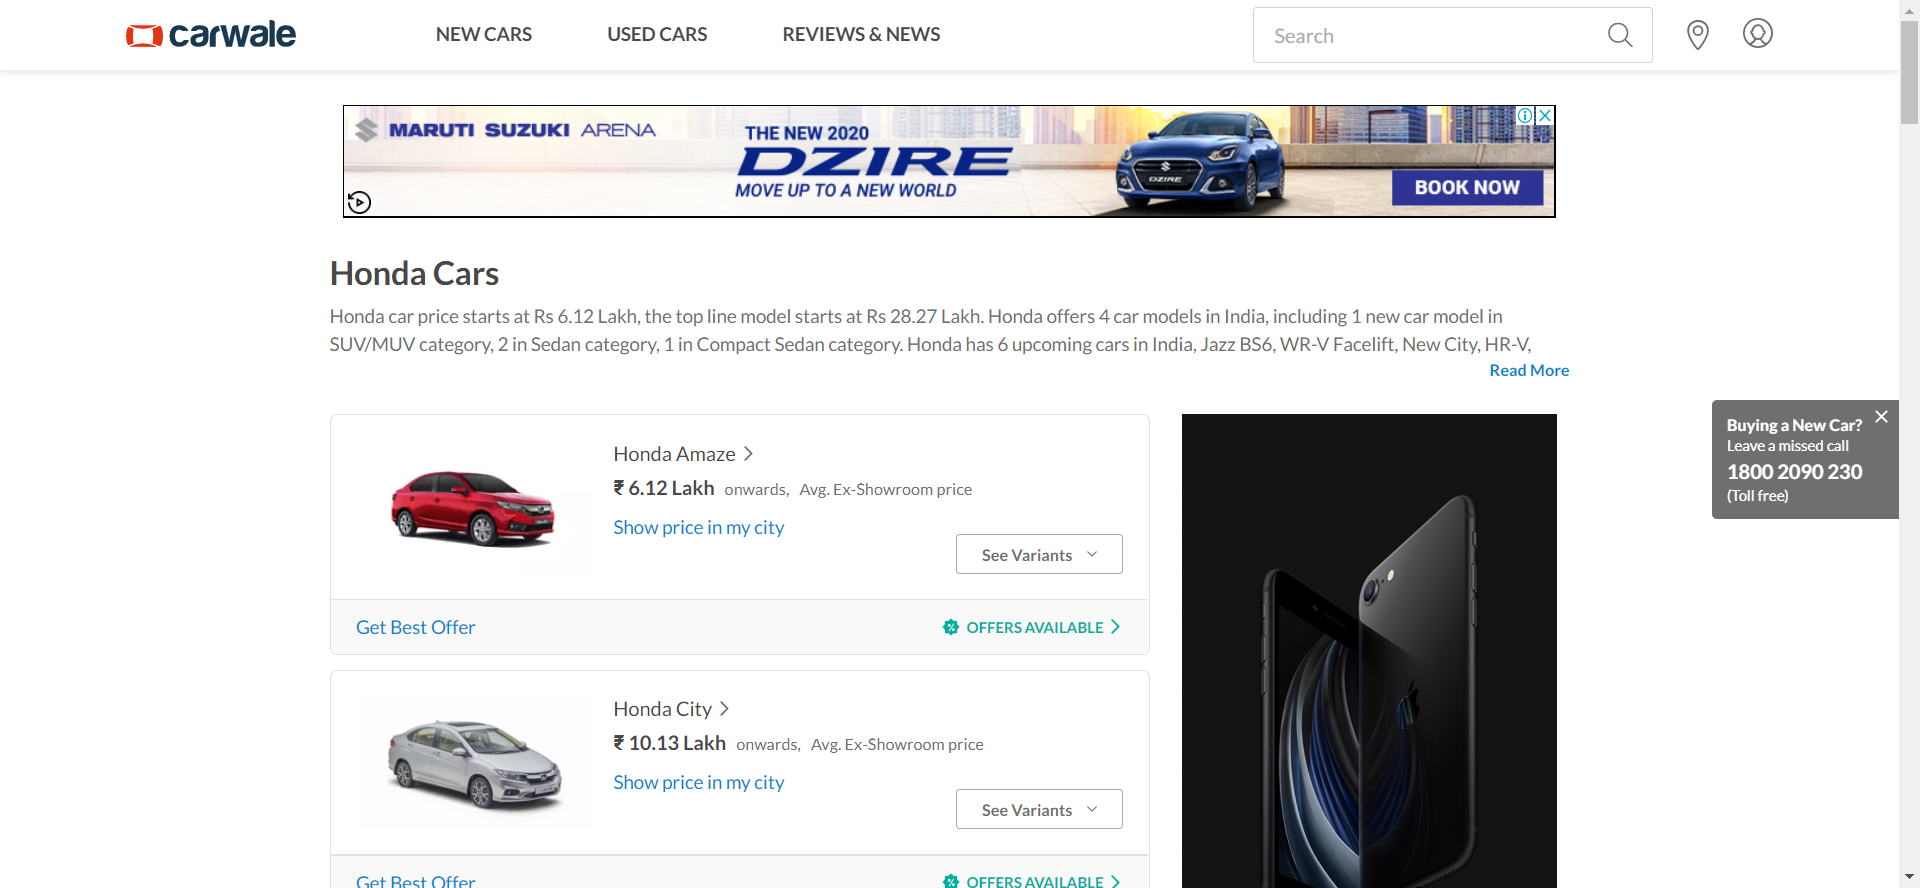 carwale
NEW CARS
USED CARS
REVIEWS & NEWS
Search
MARUTI SUZUKI ARENA
THE NEW 2020
DZIRE
MOVE UP TO A NEW WORLD
DZIRE
BOOK NOW
Honda Cars
Honda car price starts at Rs 6.12 Lakh, the top line model starts at Rs 28.27 Lakh. Honda offers 4 car models in India, including 1 new car model in
SUV/MUV category, 2 in Sedan category, 1 in Compact Sedan category. Honda has 6 upcoming cars in India, Jazz BS6, WR-V Facelift, New City, HR-V,
Read More
Buying a New Car?
Leave a missed call
1800 2090 230
(Toll free)
Honda Amaze
₹ 6.12 Lakh onwards, Avg. Ex-Showroom price
Show price in my city
See Variants
Get Best Offer
OFFERS AVAILABLE
Honda City
₹ 10.13 Lakh onwards, Avg. Ex-Showroom price
Show price in my city
See Variants
Get Best Offer
OFFERS AVAILABLE